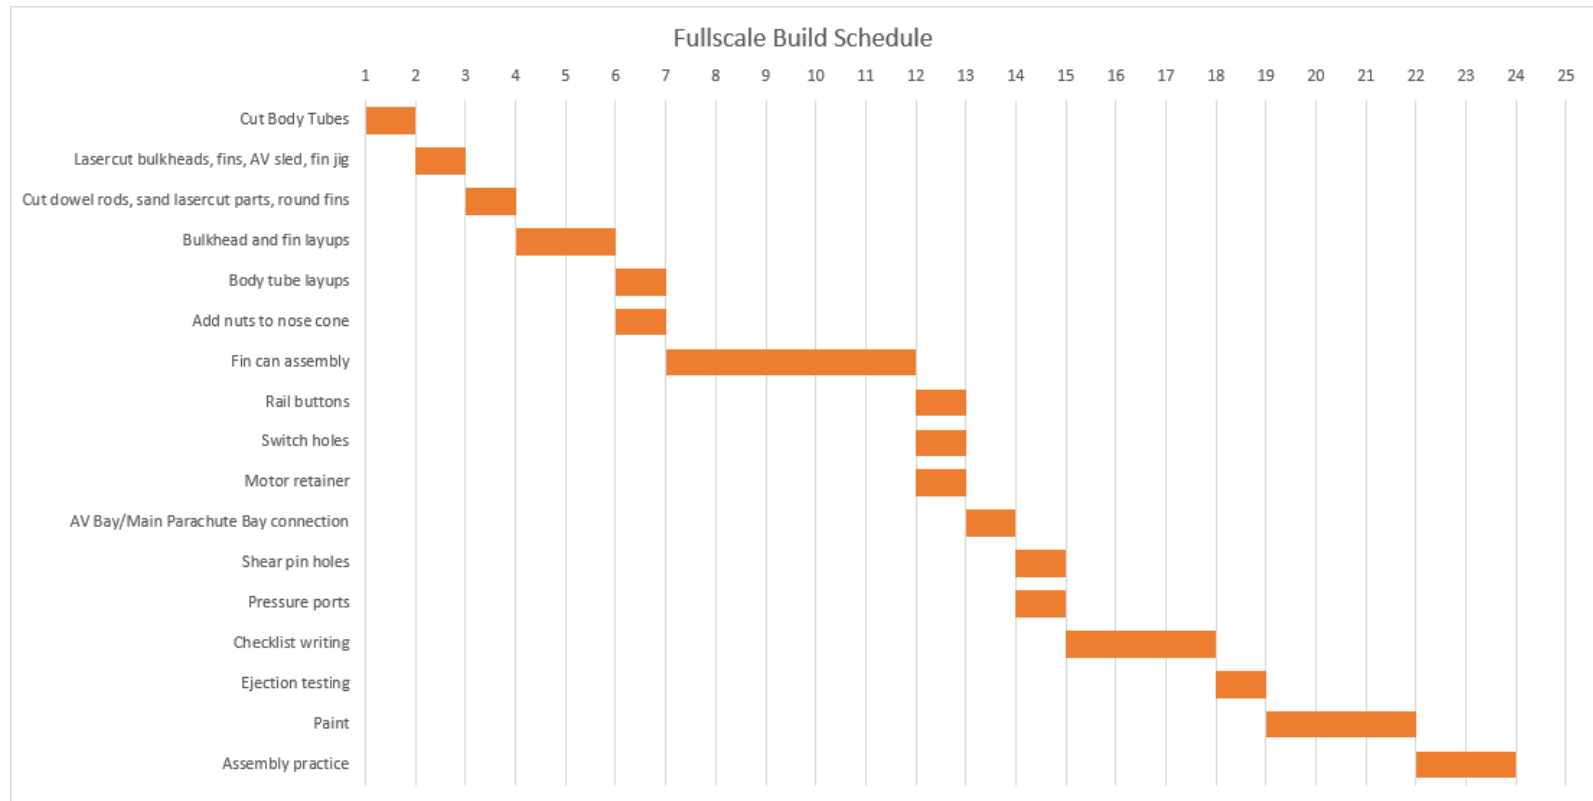 Fullscale Build Schedule
1 2 3 4 5 6 7 8 9 10 11 12 13 14 15 16 17 18 19 20 21 22 23 24 25
Cut Body Tubes
Lasercut bulkheads, fins, AV sled, fin jig
Cut dowel rods, sand lasercut parts, round fins
Bulkhead and fin layups
Body tube layups
Add nuts to nose cone
Fin can assembly
Rail buttons
Switch holes
Motor retainer
AV Bay/Main Parachute Bay connection
Shear pin holes
Pressure ports
Checklist writing
Ejection testing
Paint
Assembly practice